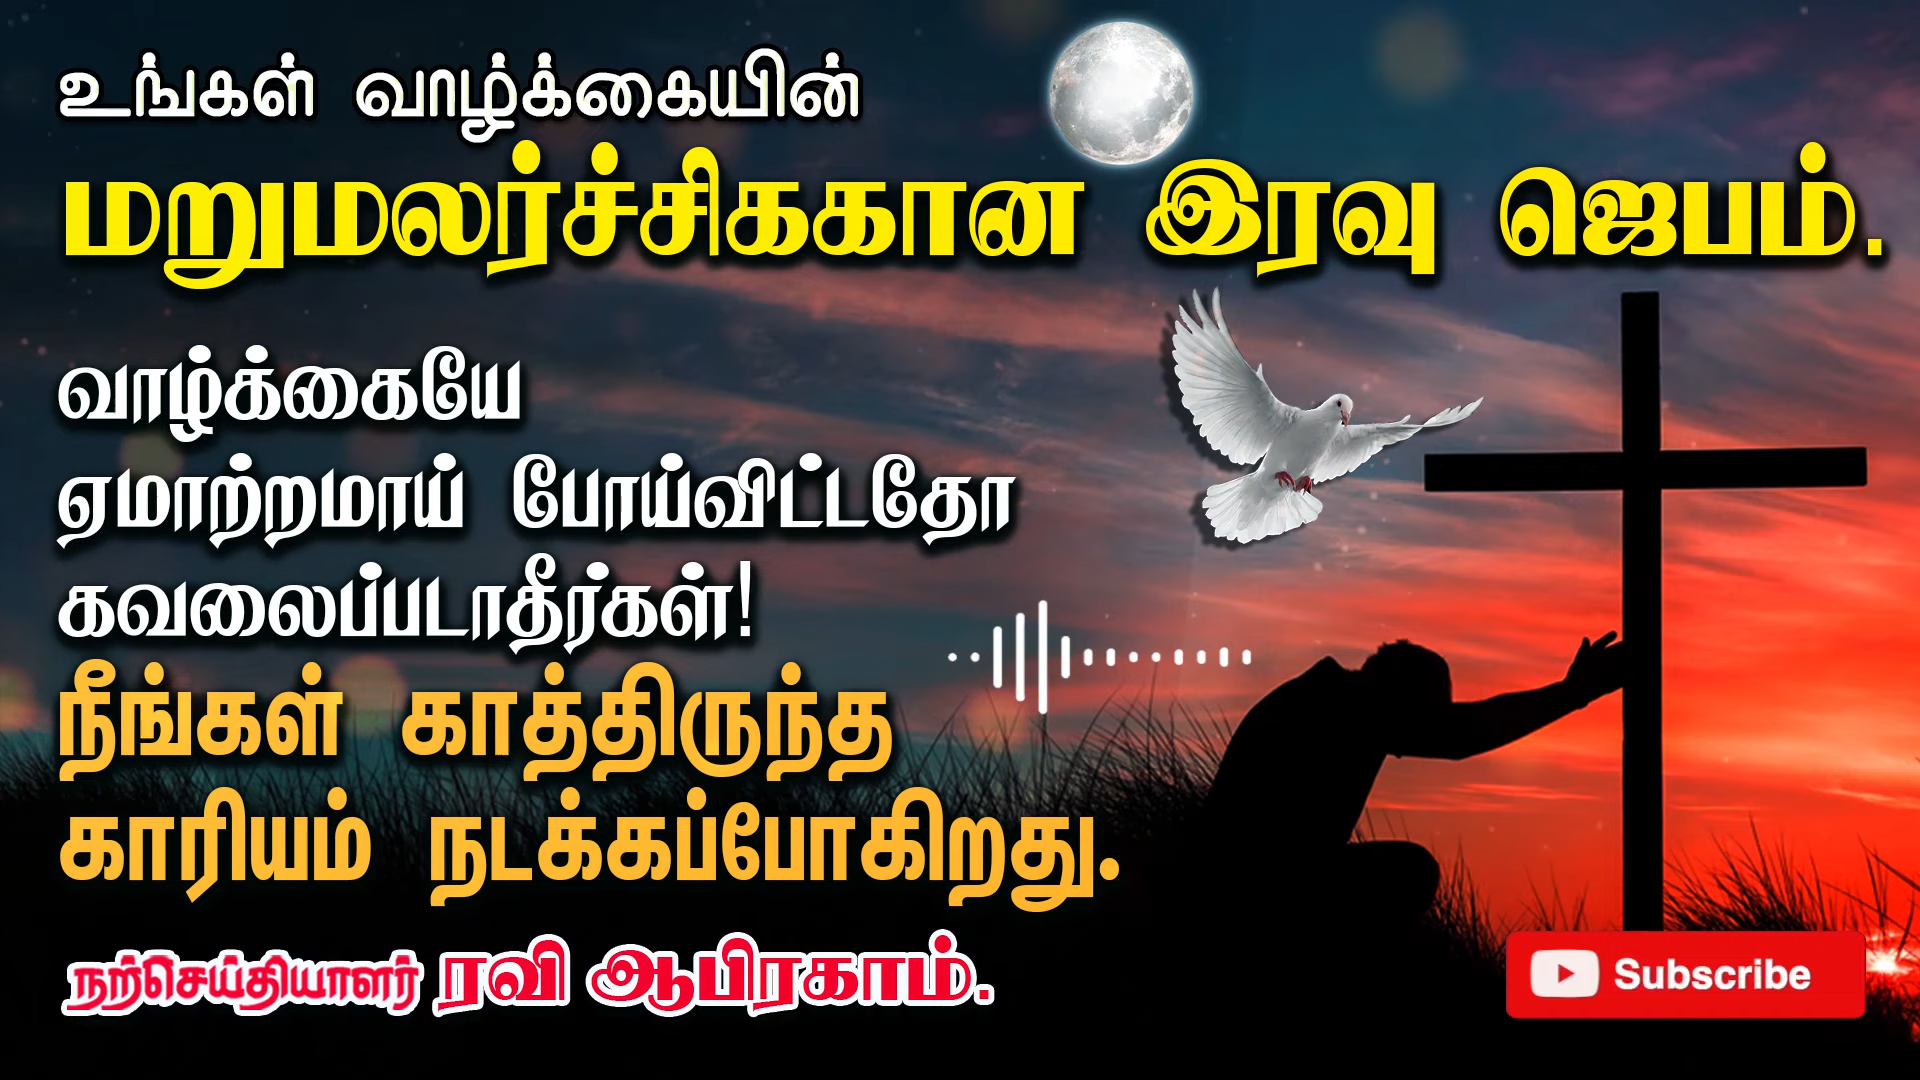 உங்கள் வாழ்க்கையின்
மறுமலர்ச்சிககான இரவு ஜெபம்.
வாழ்க்கையே
ஏமாற்றமாய் போய்விட்டதோ
கவலைப்படாதீர்கள்!
நீங்கள் காத்திருந்த
காரியம் நடக்கப்போகிறது.
நற்செய்தியாளர் ரவி ஆபிரகாம்.
Subscribe